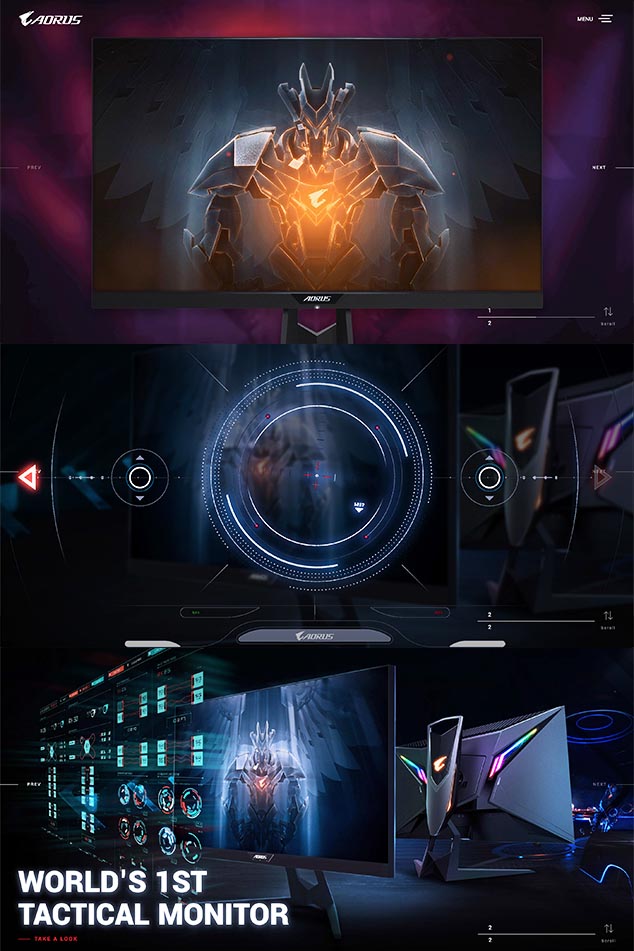 AORUS
MENU
PREV
NEXT
AORUS
1
2
Scroll
AORUS
2
2
Scroll
PREV
NEXT
AORUS
WORLD'S 1ST
TACTICAL MONITOR
TAKE A LOOK
2
2
Scroll